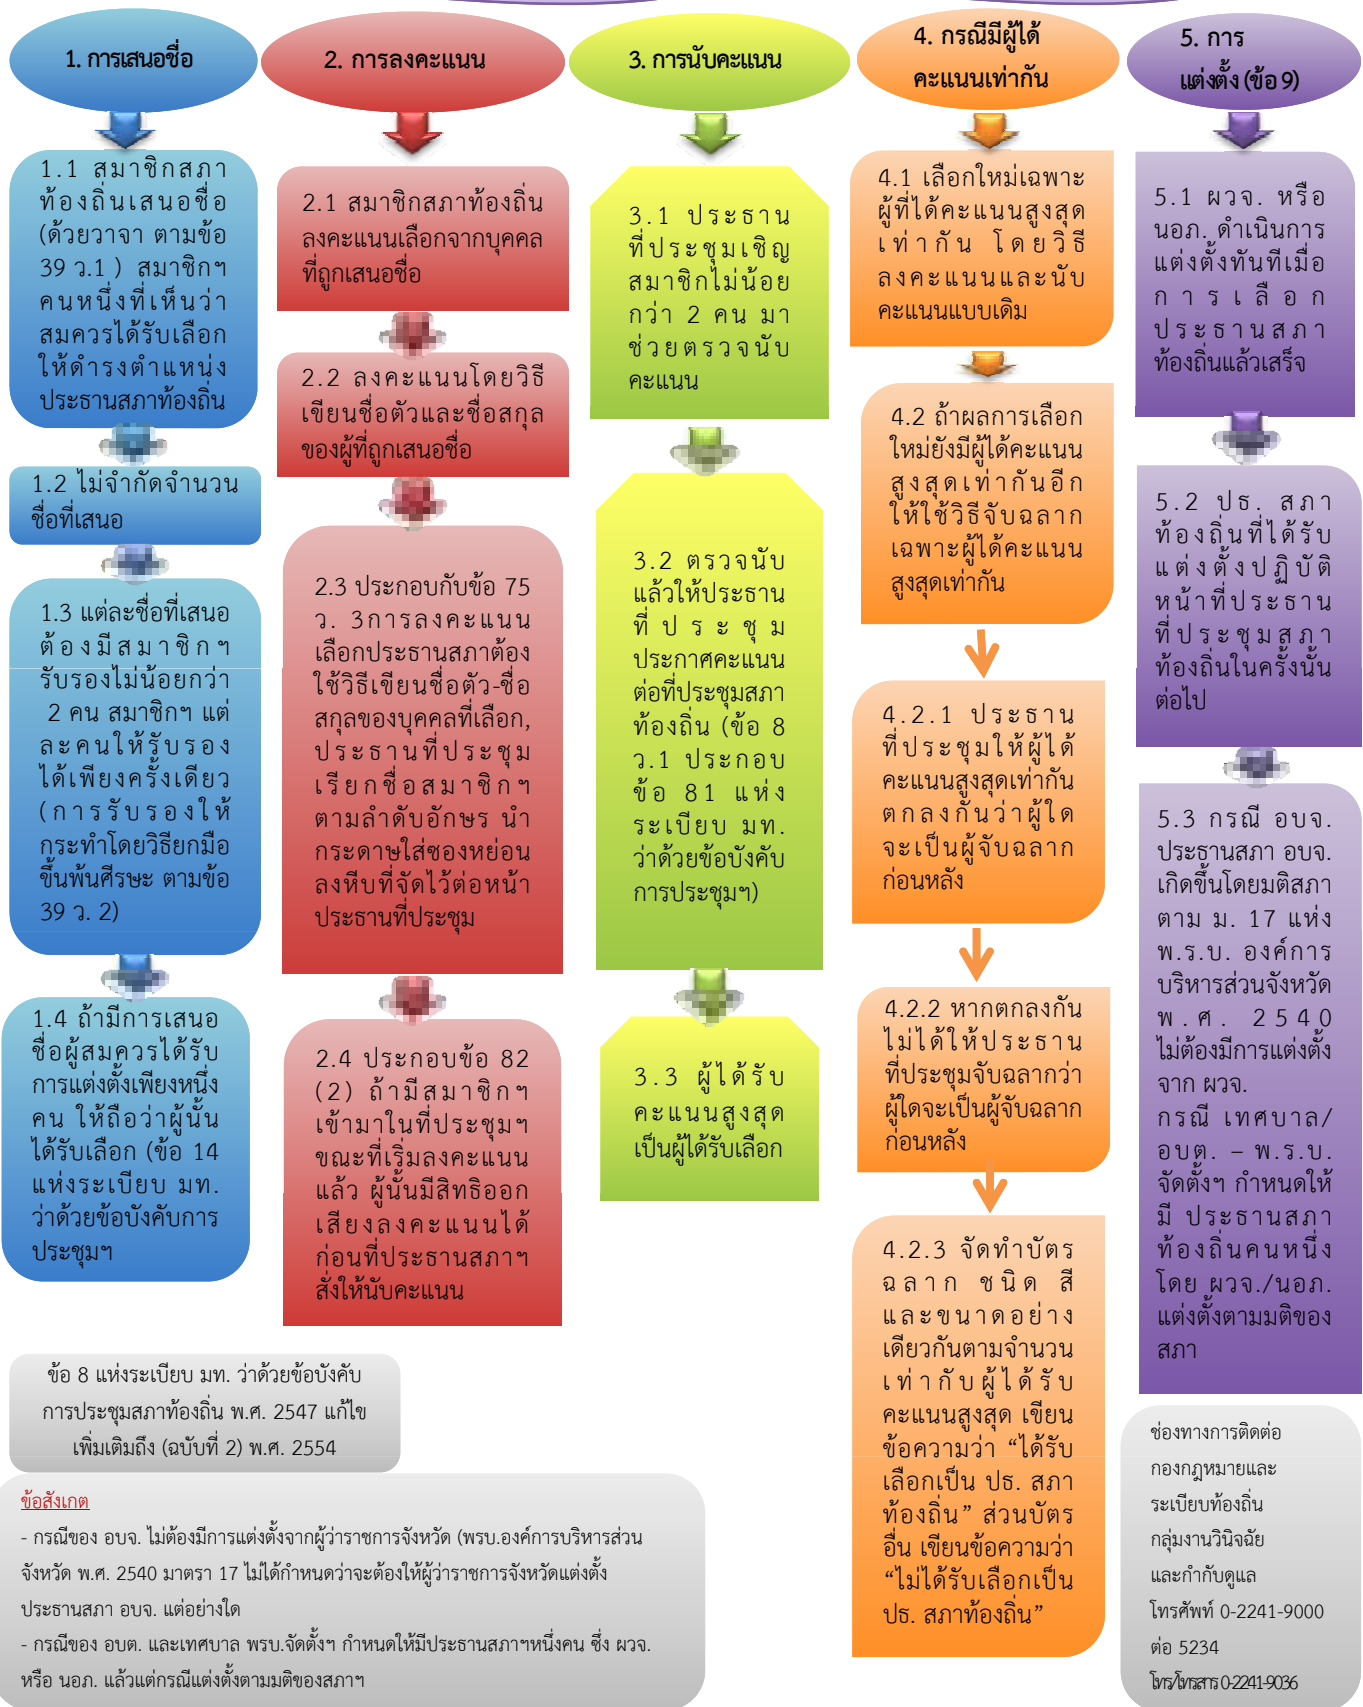 1. การเสนอชื่อ
1.1 สมาชิกสภา
ท้องถิ่นเสนอชื่อ
(ด้วยวาจา ตามข้อ
39 ว.1 ) สมาชิกฯ
คนหนึ่งที่เห็นว่า
สมควรได้รับเลือก
ให้ดำรงตำแหน่ง
ประธานสภาท้องถิ่น
1.2 ไม่จำกัดจำนวน
ชื่อที่เสนอ
1.3 แต่ละชื่อที่เสนอ
ต้องมีสมาชิกฯ
รับรองไม่น้อยกว่า
2 คน สมาชิกฯ แต่
ละคนให้รับรอง
ได้เพียงครั้งเดียว
(การรับรองให้
กระทำโดยวิธียกมือ
ขึ้นพ้นศีรษะ ตามข้อ
39 ว. 2)
1.4 ถ้ามีการเสนอ
ชื่อผู้สมควรได้รับ
การแต่งตั้งเพียงหนึ่ง
คน ให้ถือว่าผู้นั้น
ได้รับเลือก (ข้อ 14
แห่งระเบียบ มท.
ว่าด้วยข้อบังคับการ
ประชุมฯ
2. การลงคะแนน
2.1 สมาชิกสภาท้องถิ่น
ลงคะแนนเลือกจากบุคคล
ที่ถูกเสนอชื่อ
2.2 ลงคะแนนโดยวิธี
เขียนชื่อตัวและชื่อสกุล
ของผู้ที่ถูกเสนอชื่อ
2.3 ประกอบกับข้อ 75
ว. 3การลงคะแนน
เลือกประธานสภาต้อง
ใช้วิธีเขียนชื่อตัว-ชื่อ
สกุลของบุคคลที่เลือก,
ประธานที่ประชุม
เรียกชื่อสมาชิกฯ
ตามลำดับอักษร นำ
กระดาษใส่ซองหย่อน
ลงหีบที่จัดไว้ต่อหน้า
ประธานที่ประชุม
2.4 ประกอบข้อ 82
(2) ถ้ามีสมาชิกฯ
เข้ามาในที่ประชุมฯ
ขณะที่เริ่มลงคะแนน
แล้ว ผู้นั้นมีสิทธิออก
เสียงลงคะแนนได้
ก่อนที่ประธานสภาฯ
สั่งให้นับคะแนน
3. การนับคะแนน
3.1 ประธาน
ที่ประชุมเชิญ
สมาชิกไม่น้อย
กว่า 2 คน มา
ช่วยตรวจนับ
คะแนน
3.2 ตรวจนับ
แล้วให้ประธาน
ที่ประชุม
ประกาศคะแนน
ต่อที่ประชุมสภา
ท้องถิ่น (ข้อ 8
ว.1 ประกอบ
ข้อ 81 แห่ง
ระเบียบ มท.
ว่าด้วยข้อบังคับ
การประชุมฯ)
3.3 ผู้ได้รับ
คะแนนสูงสุด
เป็นผู้ได้รับเลือก
4. กรณีมีผู้ได้
คะแนนเท่ากัน
4.1 เลือกใหม่เฉพาะ
ผู้ที่ได้คะแนนสูงสุด
เท่ากัน โดยวิธี
ลงคะแนนและนับ
คะแนนแบบเดิม
4.2 ถ้าผลการเลือก
ใหม่ยังมีผู้ได้คะแนน
สูงสุดเท่ากันอีก
ให้ใช้วิธีจับฉลาก
เฉพาะผู้ได้คะแนน
สูงสุดเท่ากัน
4.2.1 ประธาน
ที่ประชุมให้ผู้ได้
คะแนนสูงสุดเท่ากัน
ตกลงกันว่าผู้ใด
จะเป็นผู้จับฉลาก
ก่อนหลัง
4.2.2 หากตกลงกัน
ไม่ได้ให้ประธาน
ที่ประชุมจับฉลากว่า
ผู้ใดจะเป็นผู้จับฉลาก
ก่อนหลัง
4.2.3 จัดทำบัตร
ฉลาก ชนิด สี
และขนาดอย่าง
เดียวกันตามจำนวน
เท่ากับผู้ได้รับ
คะแนนสูงสุด เขียน
ข้อความว่า “ได้รับ
เลือกเป็น ปธ. สภา
ท้องถิ่น” ส่วนบัตร
อื่น เขียนข้อความว่า
“ไม่ได้รับเลือกเป็น
ปธ. สภาท้องถิ่น”
5. การ
แต่งตั้ง (ข้อ 9)
5.1 ผวจ. หรือ
นอภ. ดำเนินการ
แต่งตั้งทันทีเมื่อ
การเลือก
ประธานสภา
ท้องถิ่นแล้วเสร็จ
5.2 ปธ. สภา
ท้องถิ่นที่ได้รับ
แต่งตั้งปฏิบัติ
หน้าที่ประธาน
ที่ประชุมสภา
ท้องถิ่นในครั้งนั้น
ต่อไป
5.3 กรณี อบจ.
ประธานสภา อบจ.
เกิดขึ้นโดยมติสภา
ตาม ม. 17 แห่ง
พ.ร.บ. องค์การ
บริหารส่วนจังหวัด
พ.ศ. 2540
ไม่ต้องมีการแต่งตั้ง
จาก ผวจ.
กรณี เทศบาล/
อบต. – พ.ร.บ.
จัดตั้งฯ กำหนดให้
มี ประธานสภา
ท้องถิ่นคนหนึ่ง
โดย ผวจ./นอภ.
แต่งตั้งตามมติของ
สภา
ข้อ 8 แห่งระเบียบ มท. ว่าด้วยข้อบังคับ
การประชุมสภาท้องถิ่น พ.ศ. 2547 แก้ไข
เพิ่มเติมถึง (ฉบับที่ 2) พ.ศ. 2554
ข้อสังเกต
- กรณีของ อบจ. ไม่ต้องมีการแต่งตั้งจากผู้ว่าราชการจังหวัด (พรบ.องค์การบริหารส่วน
จังหวัด พ.ศ. 2540 มาตรา 17 ไม่ได้กำหนดว่าจะต้องให้ผู้ว่าราชการจังหวัดแต่งตั้ง
ประธานสภา อบจ. แต่อย่างใด
- กรณีของ อบต. และเทศบาล พรบ.จัดตั้งฯ กำหนดให้มีประธานสภาฯหนึ่งคน ซึ่ง ผวจ.
หรือ นอภ. แล้วแต่กรณีแต่งตั้งตามมติของสภาฯ
ช่องทางการติดต่อ
กองกฎหมายและ
ระเบียบท้องถิ่น
กลุ่มงานวินิจฉัย
และกำกับดูแล
โทรศัพท์ 0-2241-9000
ต่อ 5234
โทร/โทรสาร 0-2241-9036